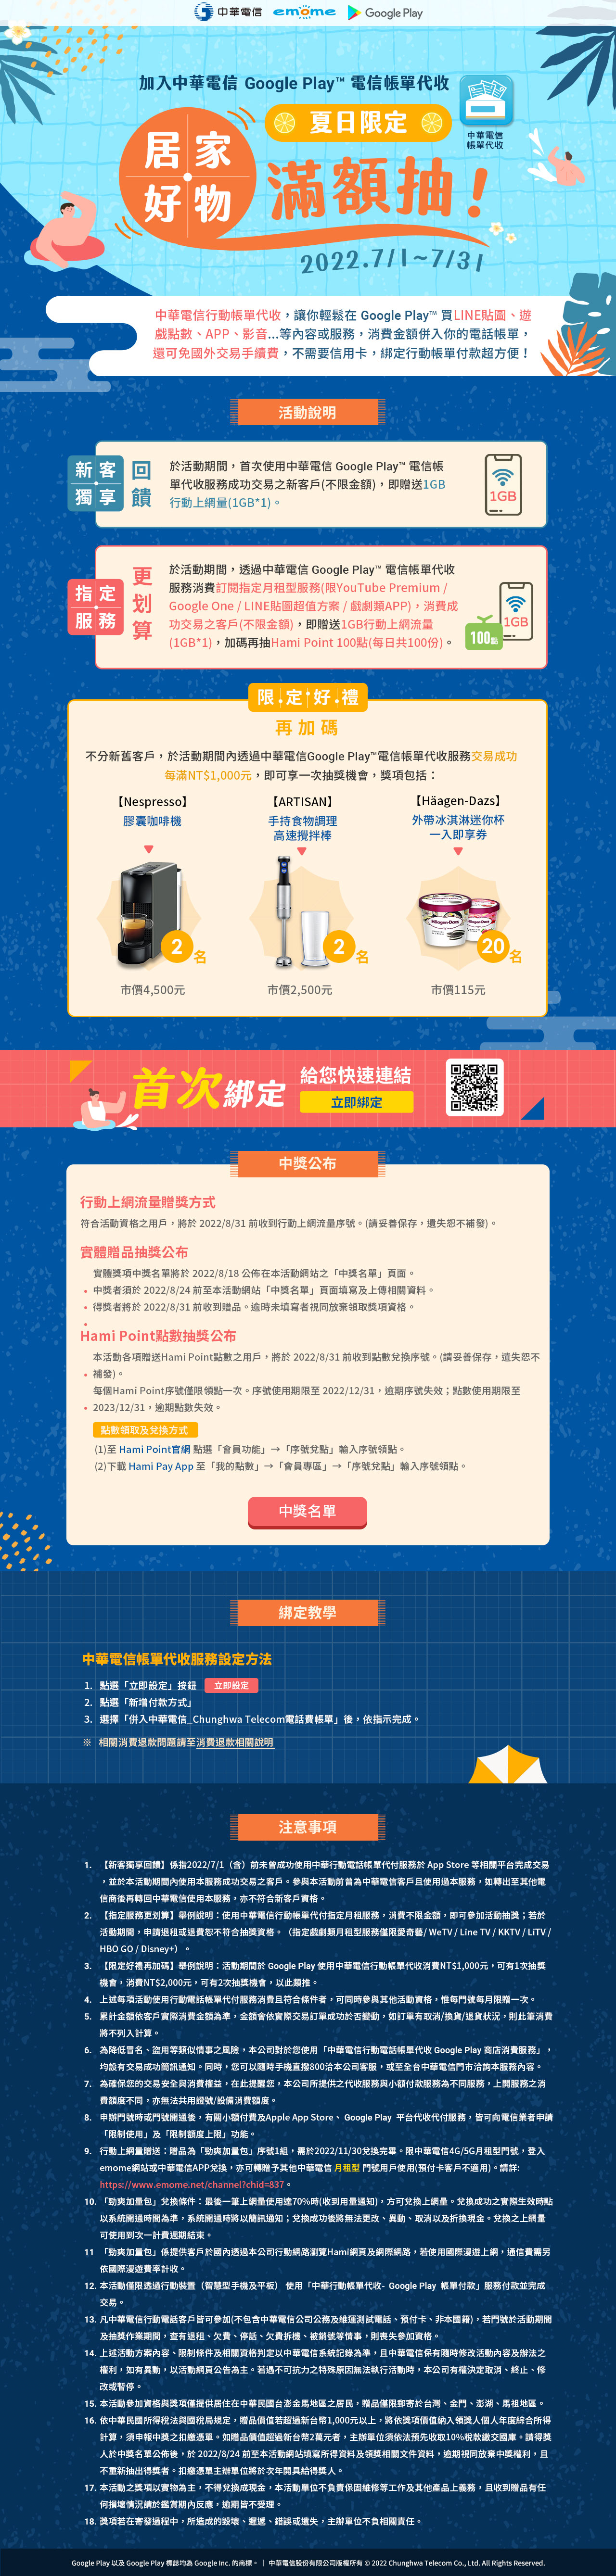 中華電信 emome Google Play
加入中華電信 Google Play™ 電信帳單代收
中華電信
帳單代收
夏日限定
居家
好物
滿額抽!
2022.7/1~7/31
中華電信行動帳單代收，讓你輕鬆在 Google Play™ 買LINE貼圖、遊
戲點數、APP、影音...等內容或服務，消費金額併入你的電話帳單，
還可免國外交易手續費，不需要信用卡，綁定行動帳單付款超方便！
活動說明
新客
獨享
回
饋
於活動期間，首次使用中華電信 Google Play™ 電信帳
單代收服務成功交易之新客戶(不限金額)，即贈送1GB
行動上網量(1GB*1)。
1GB
指定
服務
更
划
算
於活動期間，透過中華電信 Google Play™ 電信帳單代收
服務消費訂閱指定月租型服務(限YouTube Premium /
Google One / LINE貼圖超值方案 / 戲劇類APP)，消費成
功交易之客戶(不限金額)，即贈送1GB行動上網流量
(1GB*1)，加碼再抽Hami Point 100點(每日共100份)。
1GB
100點
限定好禮
再加碼
不分新舊客戶，於活動期間內透過中華電信Google Play™電信帳單代收服務交易成功
每滿NT$1,000元，即可享一次抽獎機會，獎項包括：
【Nespresso】
膠囊咖啡機
2名
市價4,500元
【ARTISAN】
手持食物調理
高速攪拌棒
2名
市價2,500元
【Häagen-Dazs】
外帶冰淇淋迷你杯
一入即享券
20名
市價115元
首次綁定
給您快速連結
立即綁定
中獎公布
行動上網流量贈獎方式
符合活動資格之用戶，將於 2022/8/31 前收到行動上網流量序號。(請妥善保存，遺失恕不補發)。
實體贈品抽獎公布
實體獎項中獎名單將於 2022/8/18 公佈在本活動網站之「中獎名單」頁面。
中獎者須於 2022/8/24 前至本活動網站「中獎名單」頁面填寫及上傳相關資料。
得獎者將於 2022/8/31 前收到贈品。逾時未填寫者視同放棄領取獎項資格。
Hami Point點數抽獎公布
本活動各項贈送Hami Point點數之用戶，將於 2022/8/31 前收到點數兌換序號。(請妥善保存，遺失恕不
補發)。
每個Hami Point序號僅限領點一次。序號使用期限至 2022/12/31，逾期序號失效；點數使用期限至
2023/12/31，逾期點數失效。
點數領取及兌換方式
(1)至 Hami Point官網 點選「會員功能」→「序號兌點」輸入序號領點。
(2)下載 Hami Pay App 至「我的點數」→「會員專區」→「序號兌點」輸入序號領點。
中獎名單
綁定教學
中華電信帳單代收服務設定方法
1. 點選「立即設定」按鈕 立即設定
2. 點選「新增付款方式」
3. 選擇「併入中華電信_Chunghwa Telecom電話費帳單」後，依指示完成。
※ 相關消費退款問題請至消費退款相關說明
注意事項
1. 【新客獨享回饋】係指2022/7/1（含）前未曾成功使用中華行動電話帳單代付服務於 App Store 等相關平台完成交易
，並於本活動期間內使用本服務成功交易之客戶。參與本活動前曾為中華電信客戶且使用過本服務，如轉出至其他電
信商後再轉回中華電信使用本服務，亦不符合新客戶資格。
2. 【指定服務更划算】舉例說明：使用中華電信行動帳單代付指定月租服務，消費不限金額，即可參加活動抽獎；若於
活動期間，申請退租或退費恕不符合抽獎資格。（指定戲劇類月租型服務僅限愛奇藝/ WeTV / Line TV / KKTV / LiTV /
HBO GO / Disney+）。
3. 【限定好禮再加碼】舉例說明：活動期間於 Google Play 使用中華電信行動帳單代收消費NT$1,000元，可有1次抽獎
機會，消費NT$2,000元，可有2次抽獎機會，以此類推。
4. 上述每項活動使用行動電話帳單代付服務消費且符合條件者，可同時參與其他活動資格，惟每門號每月限贈一次。
5. 累計金額依客戶實際消費金額為準，金額會依實際交易訂單成功於否變動，如訂單有取消/換貨/退貨狀況，則此筆消費
將不列入計算。
6. 為降低冒名、盜用等類似情事之風險，本公司對於您使用「中華電信行動電話帳單代收 Google Play 商店消費服務」，
均設有交易成功簡訊通知。同時，您可以隨時手機直撥800洽本公司客服，或至全台中華電信門市洽詢本服務內容。
7. 為確保您的交易安全與消費權益，在此提醒您，本公司所提供之代收服務與小額付款服務為不同服務，上開服務之消
費額度不同，亦無法共用證號/設備消費額度。
8. 申辦門號時或門號開通後，有關小額付費及Apple App Store、 Google Play 平台代收代付服務，皆可向電信業者申請
「限制使用」及「限制額度上限」功能。
9. 行動上網量贈送：贈品為「勁爽加量包」序號1組，需於2022/11/30兌換完畢。限中華電信4G/5G月租型門號，登入
emome網站或中華電信APP兌換，亦可轉贈予其他中華電信 月租型 門號用戶使用(預付卡客戶不適用)。請詳:
https://www.emome.net/channel?chid=837。
10. 「勁爽加量包」兌換條件：最後一筆上網量使用達70%時(收到用量通知)，方可兌換上網量。兌換成功之實際生效時點
以系統開通時間為準，系統開通時將以簡訊通知；兌換成功後將無法更改、異動、取消以及折換現金。兌換之上網量
可使用到次一計費週期結束。
11 「勁爽加量包」係提供客戶於國內透過本公司行動網路瀏覽Hami網頁及網際網路，若使用國際漫遊上網，通信費需另
依國際漫遊費率計收。
12. 本活動僅限透過行動裝置（智慧型手機及平板） 使用「中華行動帳單代收- Google Play 帳單付款」服務付款並完成
交易。
13. 凡中華電信行動電話客戶皆可參加(不包含中華電信公司公務及維運測試電話、預付卡、非本國籍)，若門號於活動期間
及抽獎作業期間，查有退租、欠費、停話、欠費拆機、被銷號等情事，則喪失參加資格。
14. 上述活動方案內容、限制條件及相關資格判定以中華電信系統記錄為準，且中華電信保有隨時修改活動內容及辦法之
權利，如有異動，以活動網頁公告為主。若遇不可抗力之特殊原因無法執行活動時，本公司有權決定取消、終止、修
改或暫停。
15. 本活動參加資格與獎項僅提供居住在中華民國台澎金馬地區之居民，贈品僅限郵寄於台灣、金門、澎湖、馬祖地區。
16. 依中華民國所得稅法與國稅局規定，贈品價值若超過新台幣1,000元以上，將依獎項價值納入領獎人個人年度綜合所得
計算，須申報中獎之扣繳憑單。如贈品價值超過新台幣2萬元者，主辦單位須依法預先收取10%稅款繳交國庫。請得獎
人於中獎名單公佈後，於 2022/8/24 前至本活動網站填寫所得資料及領獎相關文件資料，逾期視同放棄中獎權利，且
不重新抽出得獎者。扣繳憑單主辦單位將於次年開具給得獎人。
17. 本活動之獎項以實物為主，不得兌換成現金，本活動單位不負責保固維修等工作及其他產品上義務，且收到贈品有任
何損壞情況請於鑑賞期內反應，逾期皆不受理。
18. 獎項若在寄發過程中，所造成的毀壞、遲遞、錯誤或遺失，主辦單位不負相關責任。
Google Play 以及 Google Play 標誌均為 Google Inc. 的商標。 | 中華電信股份有限公司版權所有 © 2022 Chunghwa Telecom Co., Ltd. All Rights Reserved.